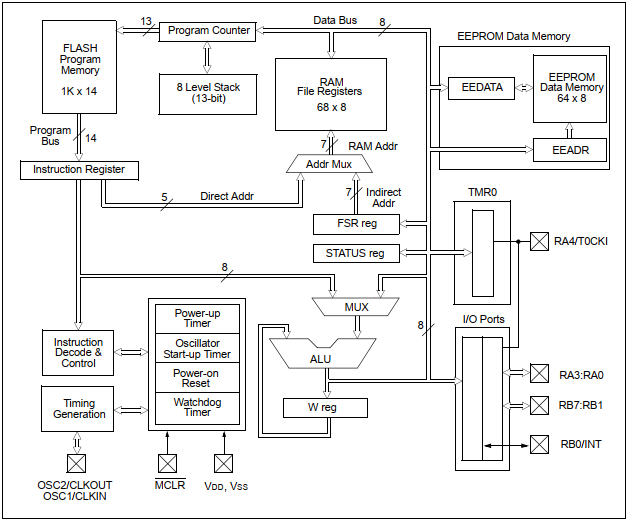 13
Data Bus
8
EEPROM Data Memory
FLASH
Program
Memory
1K x 14
Program Counter
8 Level Stack
(13-bit)
RAM
File Registers
68 x 8
EEDATA
EEPROM
Data Memory
64 x 8
EEADR
Program
Bus
14
7
RAM Addr
Addr Mux
Instruction Register
5
Direct Addr
7
Indirect
Addr
FSR reg
STATUS reg
TMR0
RA4/T0CKI
8
MUX
8
I/O Ports
Power-up
Timer
Oscillator
Start-up Timer
Power-on
Reset
Watchdog
Timer
Instruction
Decode &
Control
ALU
W reg
Timing
Generation
RA3:RA0
RB7:RB1
RB0/INT
OSC2/CLKOUT
OSC1/CLKIN
MCLR
VDD, VSS